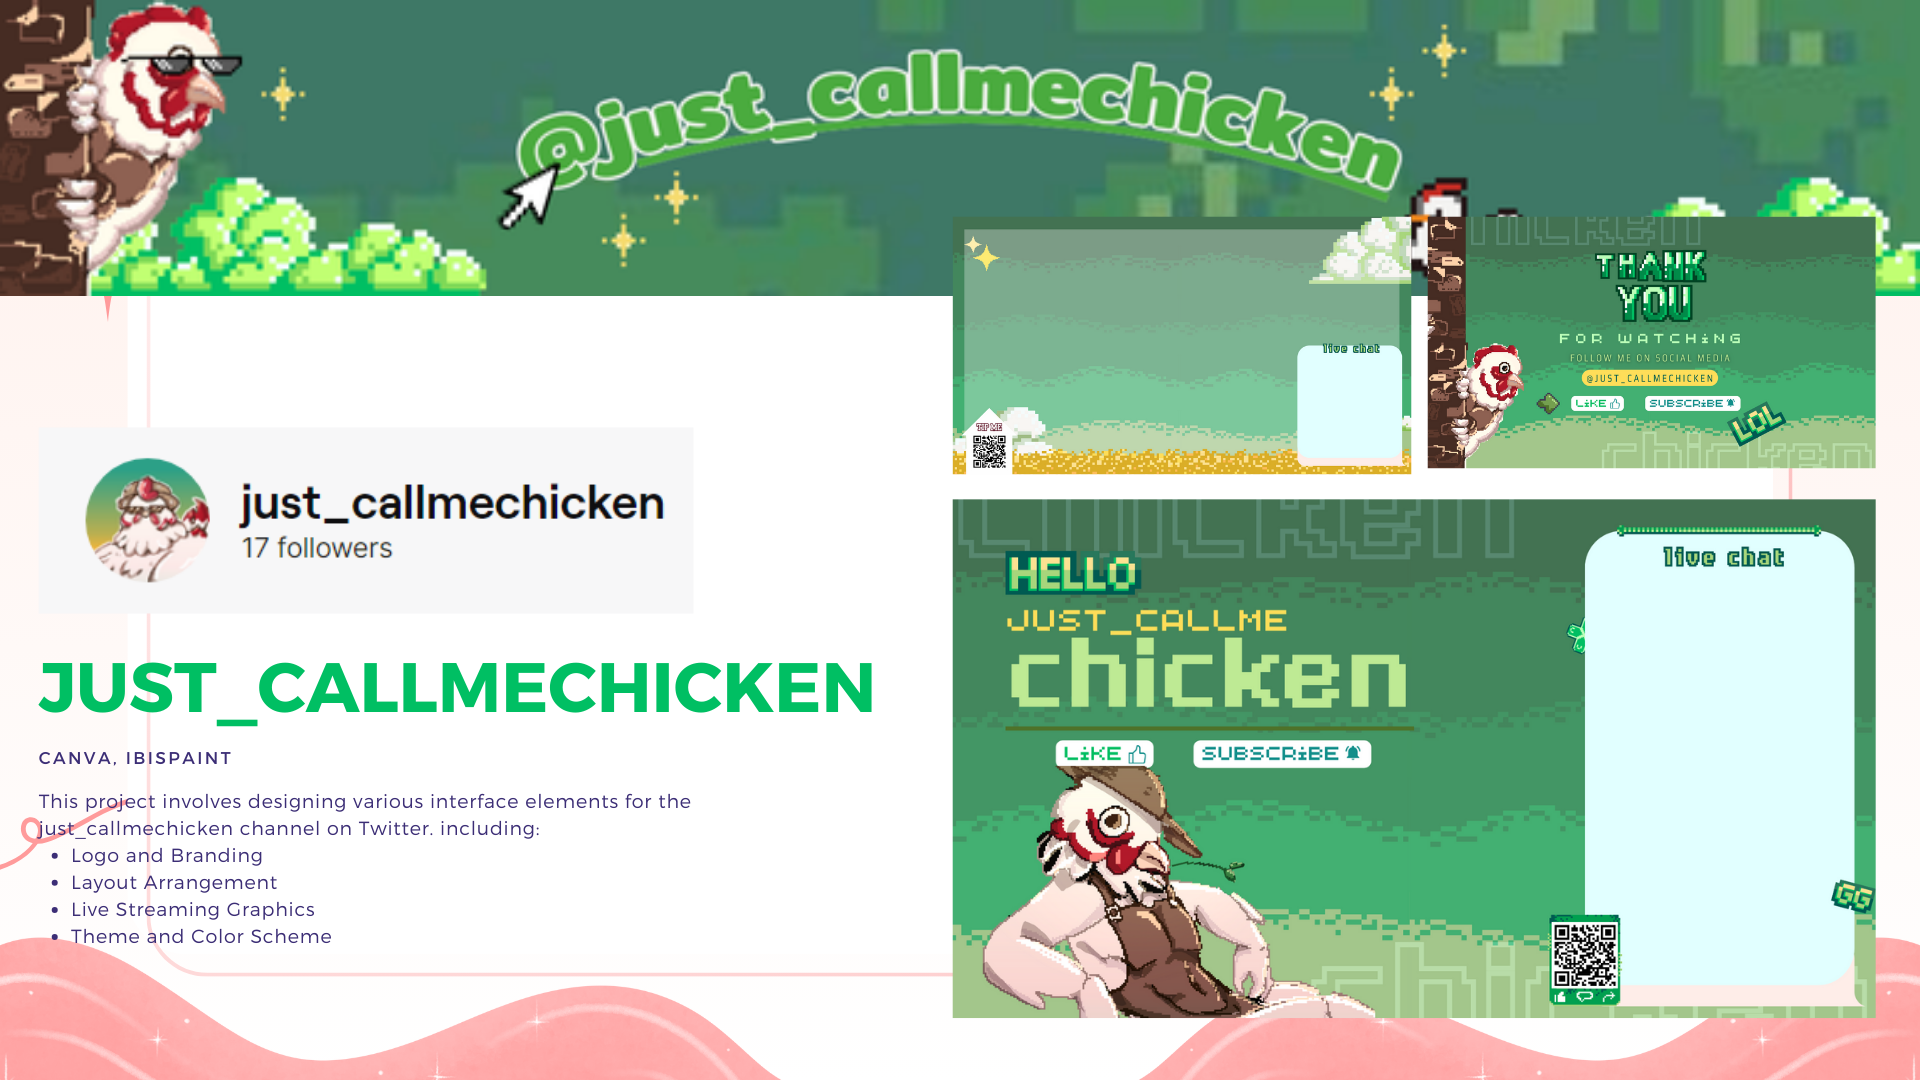 @just_callmechicken
just_callmechicken
17 followers
JUST_CALLMECHICKEN
CANVA, IBISPAINT
This project involves designing various interface elements for the
just_callmechicken channel on Twitter. including:
Logo and Branding
Layout Arrangement
Live Streaming Graphics
Theme and Color Scheme
live chat
TIP ME
chicken
THANK
YOU
FOR WATCHiNG
FOLLOW ME ON SOCIAL MEDIA
@JUST_CALLMECHICKEN
LiKE
SUBSCRiBE
LOL
chicken
chicken
HELLO
JUST_CALLME
chicken
LiKE
SUBSCRiBE
live chat
GG